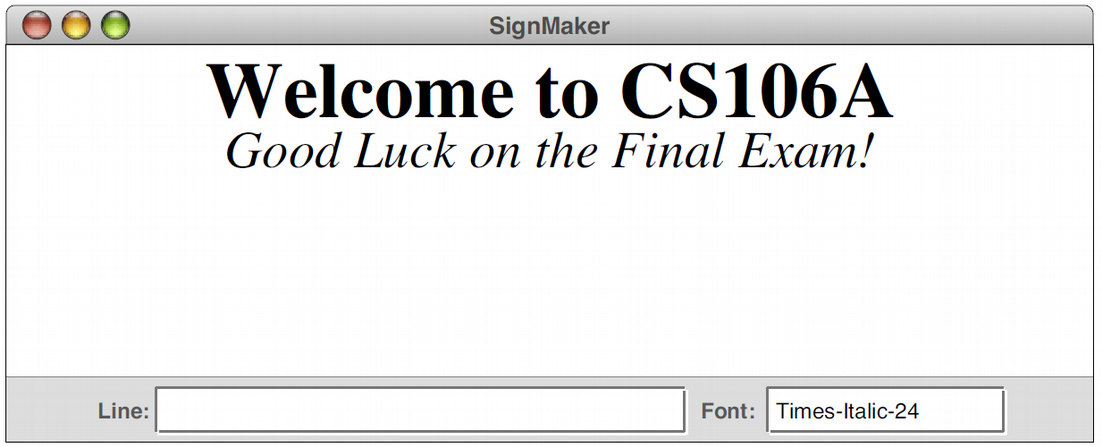 SignMaker
Welcome to CS106A
Good Luck on the Final Exam!
Line: Font: Times-Italic-24